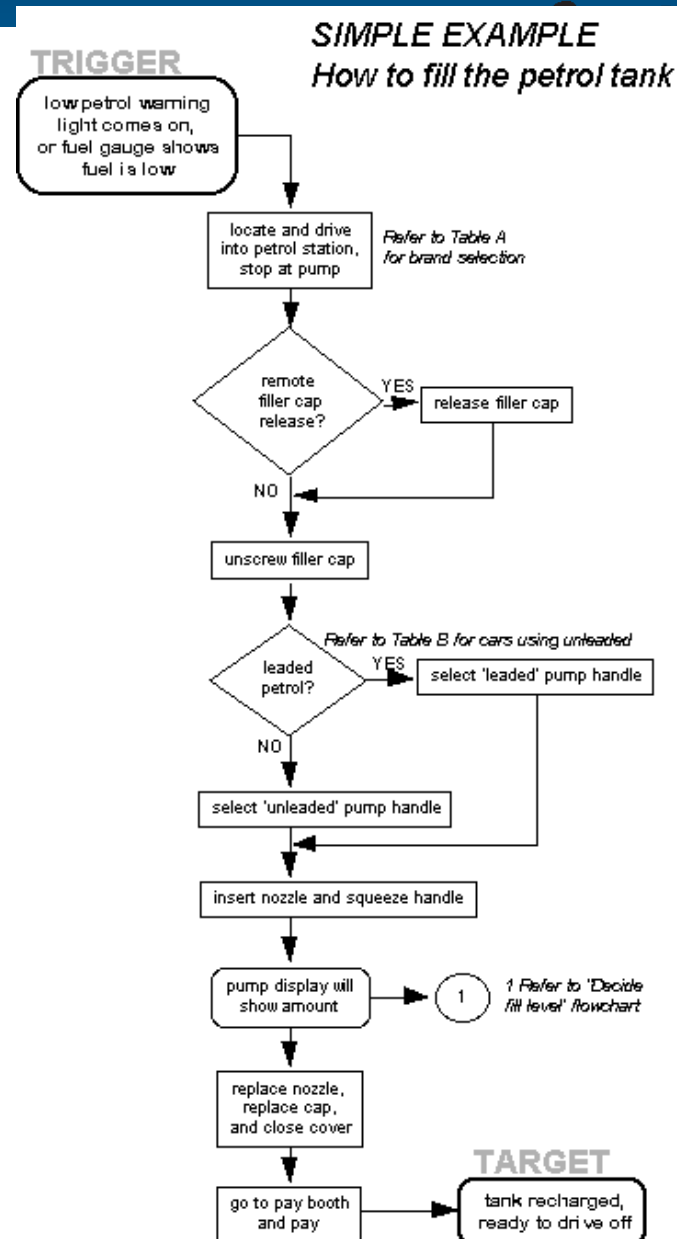 SIMPLE EXAMPLE
How to fill the petrol tank
TRIGGER
low petrol warning
light comes on,
or fuel gauge shows
fuel is low
locate and drive
into petrol station,
stop at pump
Refer to Table A
for brand selection
remote
filler cap
release?
YES
release filler cap
NO
unscrew filler cap
Refer to Table B for cars using unleaded
leaded
petrol?
YES
select 'leaded' pump handle
NO
select 'unleaded' pump handle
insert nozzle and squeeze handle
pump display will
show amount
1
1 Refer to 'Decide
fill level' flowchart
replace nozzle,
replace cap,
and close cover
go to pay booth
and pay
TARGET
tank recharged,
ready to drive off